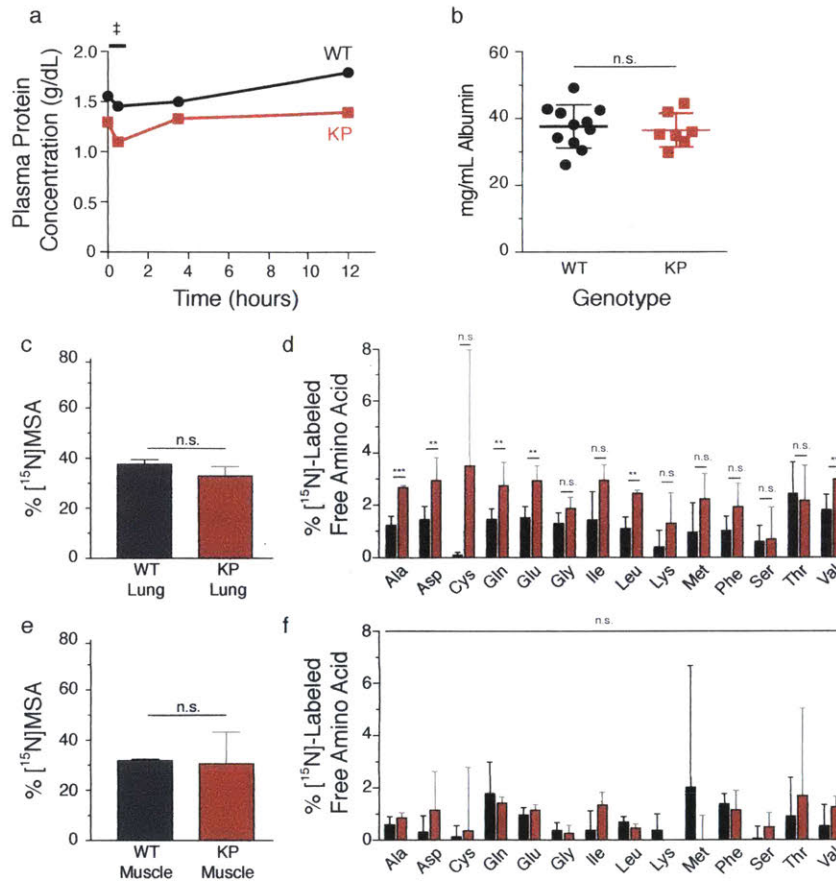 a
‡
Plasma Protein
Concentration (g/dL)
2.0
1.5
1.0
0.5
0
WT
KP
0 2 4 6 8 10 12
Time (hours)
b
mg/mL Albumin
60
40
20
0
n.s.
WT KP
Genotype
c
% [¹⁵N]MSA
80
60
40
20
0
n.s.
WT KP
Lung Lung
d
% [¹⁵N]-Labeled
Free Amino Acid
8
6
4
2
0
*** ** n.s. ** ** n.s. n.s. ** n.s. n.s. n.s. n.s. n.s. **
Ala Asp Cys Gln Glu Gly Ile Leu Lys Met Phe Ser Thr Val
e
% [¹⁵N]MSA
80
60
40
20
0
n.s.
WT KP
Muscle Muscle
f
% [¹⁵N]-Labeled
Free Amino Acid
8
6
4
2
0
n.s.
Ala Asp Cys Gln Glu Gly Ile Leu Lys Met Phe Ser Thr Val